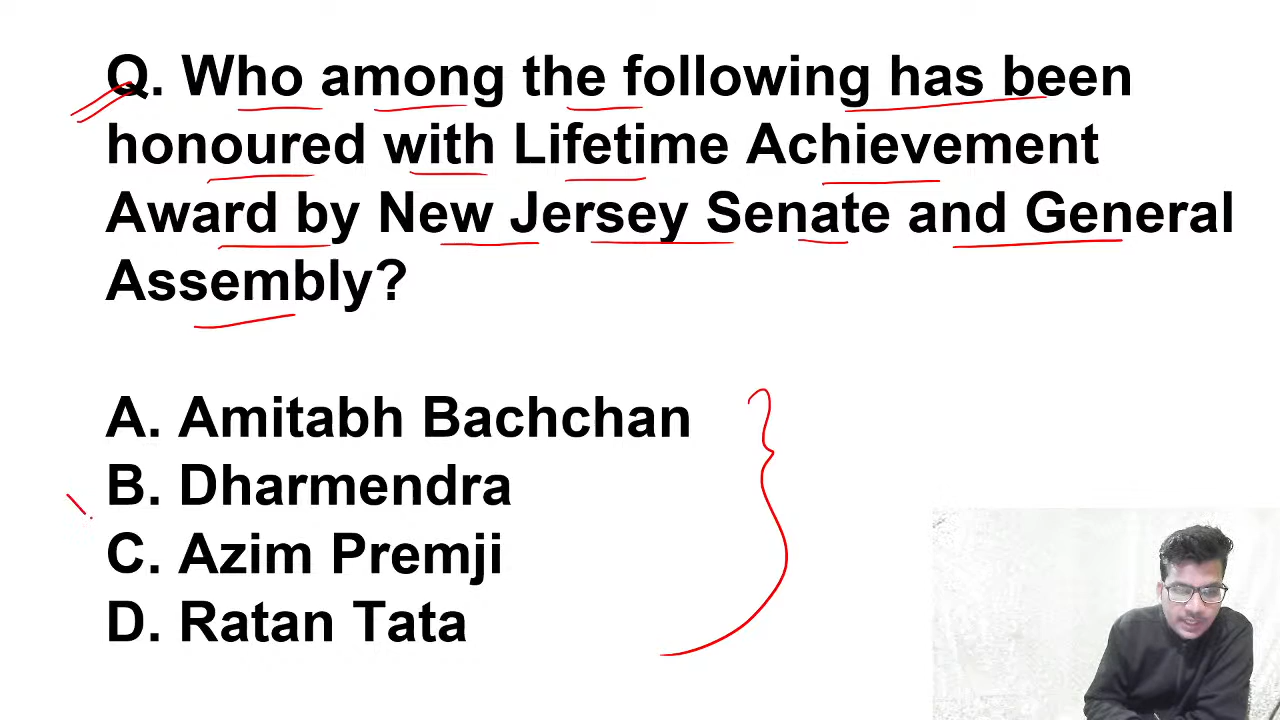 Q. Who among the following has been
honoured with Lifetime Achievement
Award by New Jersey Senate and General
Assembly?
A. Amitabh Bachchan
B. Dharmendra
C. Azim Premji
D. Ratan Tata